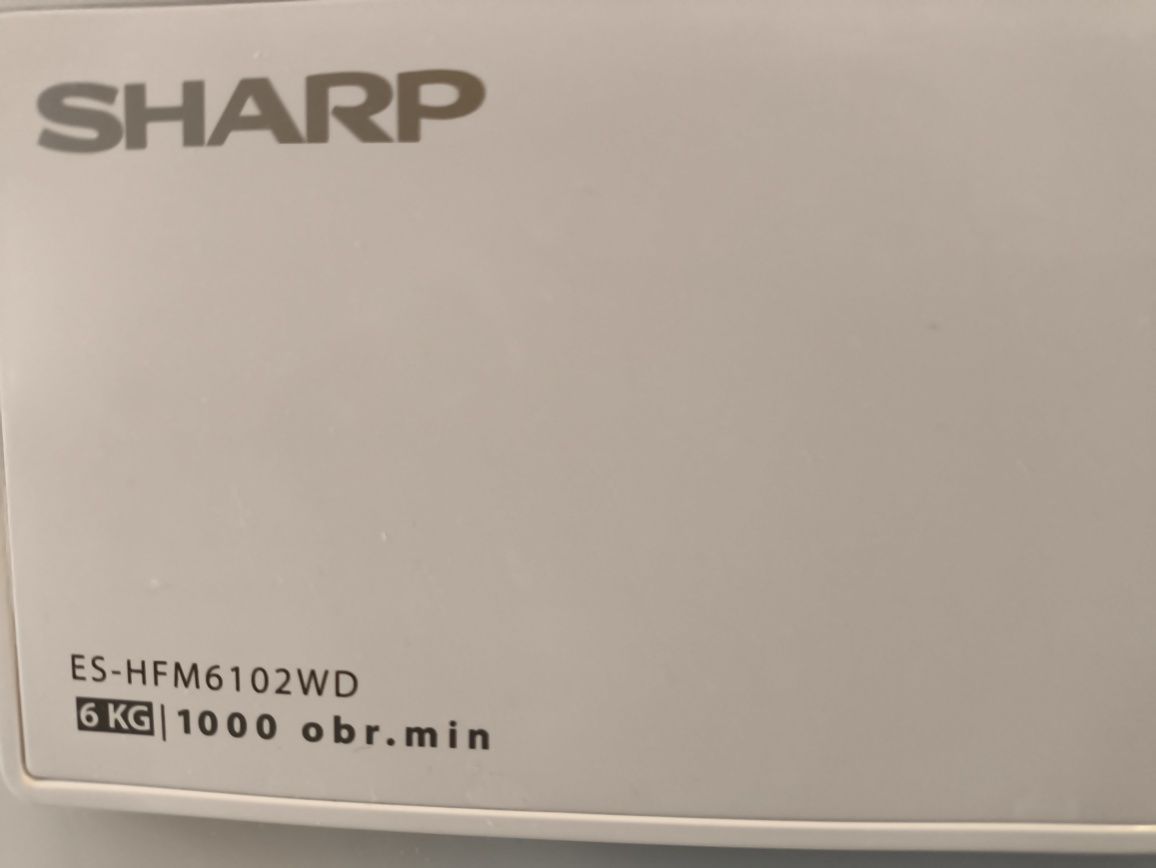 SHARP
ES-HFM6102WD
6 KG|1000 obr.min